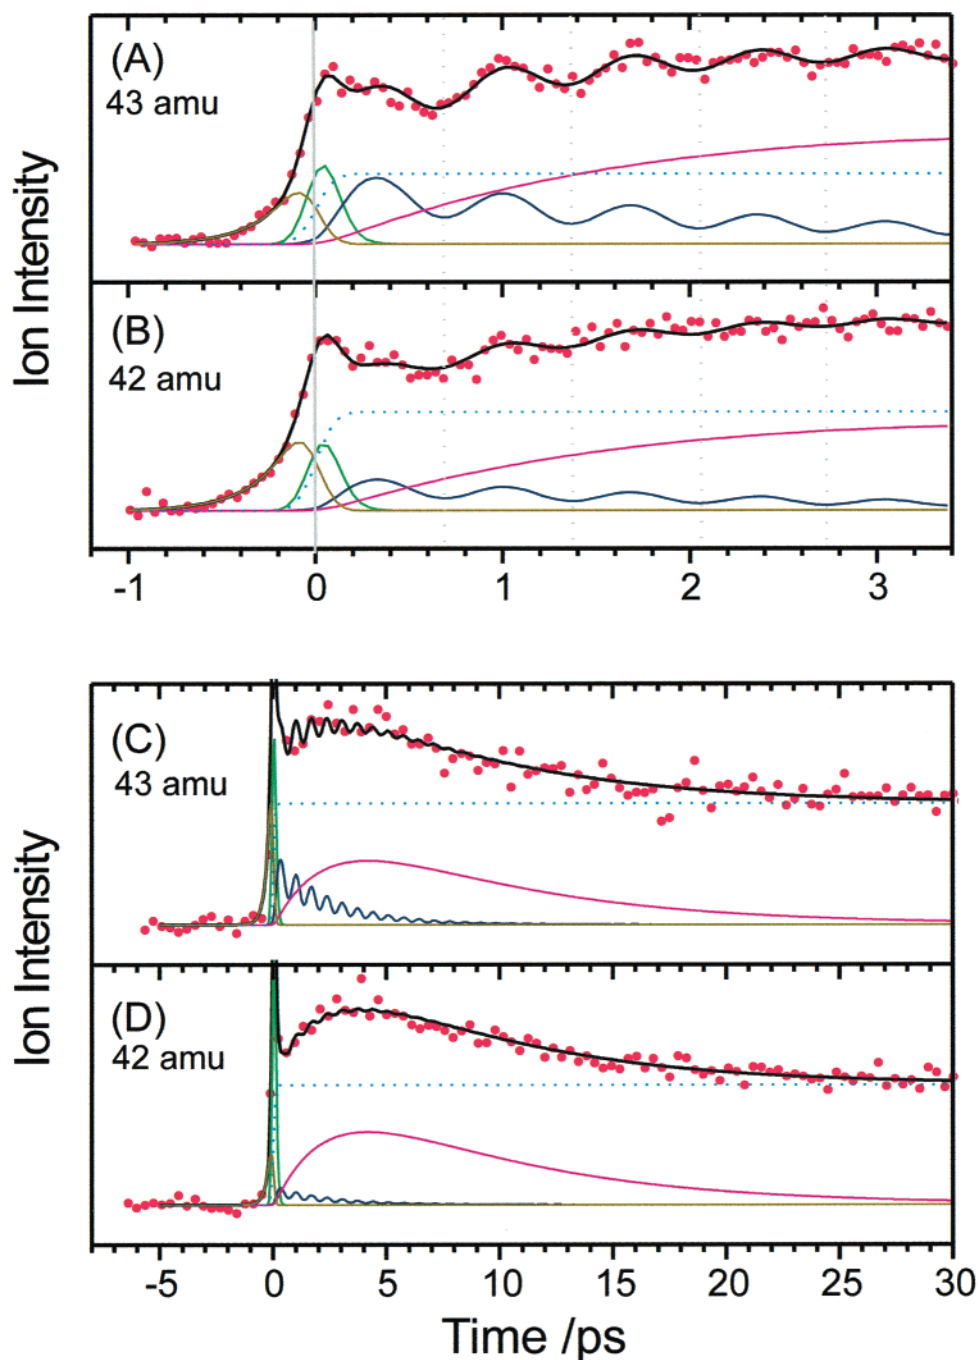 (A)
43 amu
(B)
42 amu
Ion Intensity
-1 0 1 2 3
(C)
43 amu
(D)
42 amu
Ion Intensity
-5 0 5 10 15 20 25 30
Time /ps